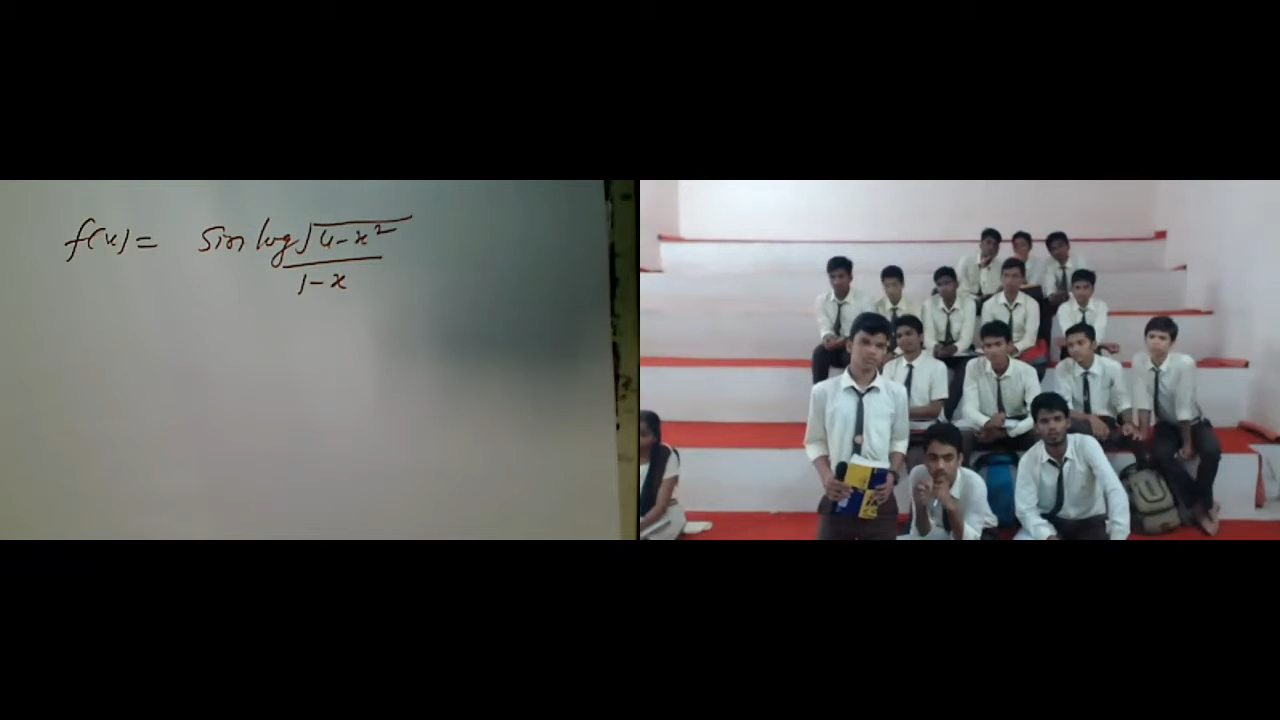 f(x) = sin log √4-x²
1-x